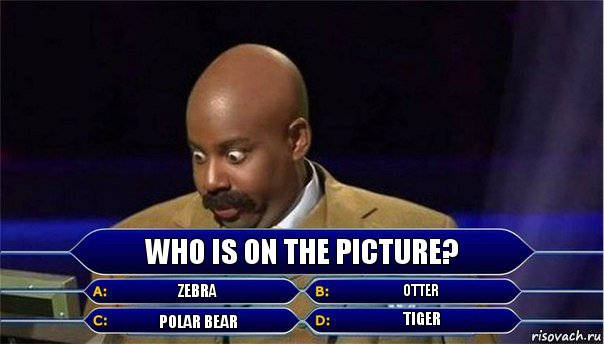 WHO IS ON THE PICTURE?
A: ZEBRA
B: OTTER
C: POLAR BEAR
D: TIGER
risovach.ru